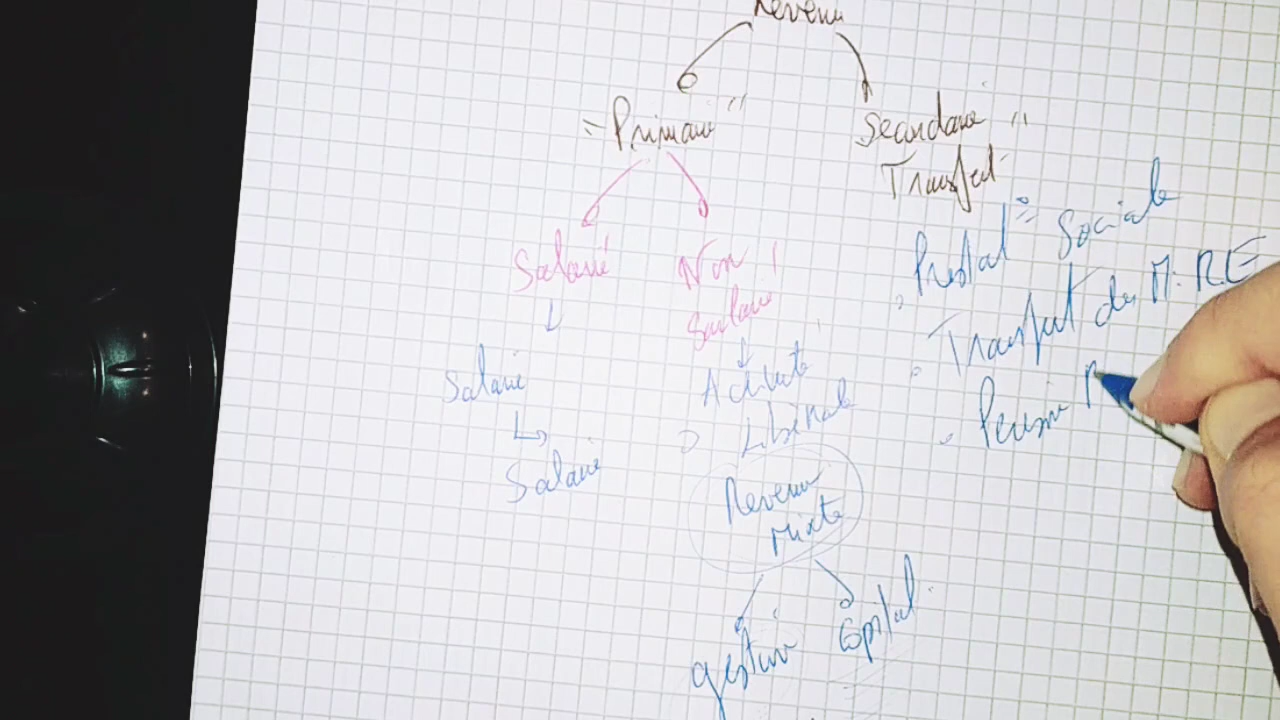 Revenu
"Primaire"
Secondaire"
Transfert
Salarié
Non
Salarié
Prestat° Sociale
Transfert des M.R.E
Pension
Salarié
Activité
Libérale
Salaire
Revenu
mixte
gestion
Capital